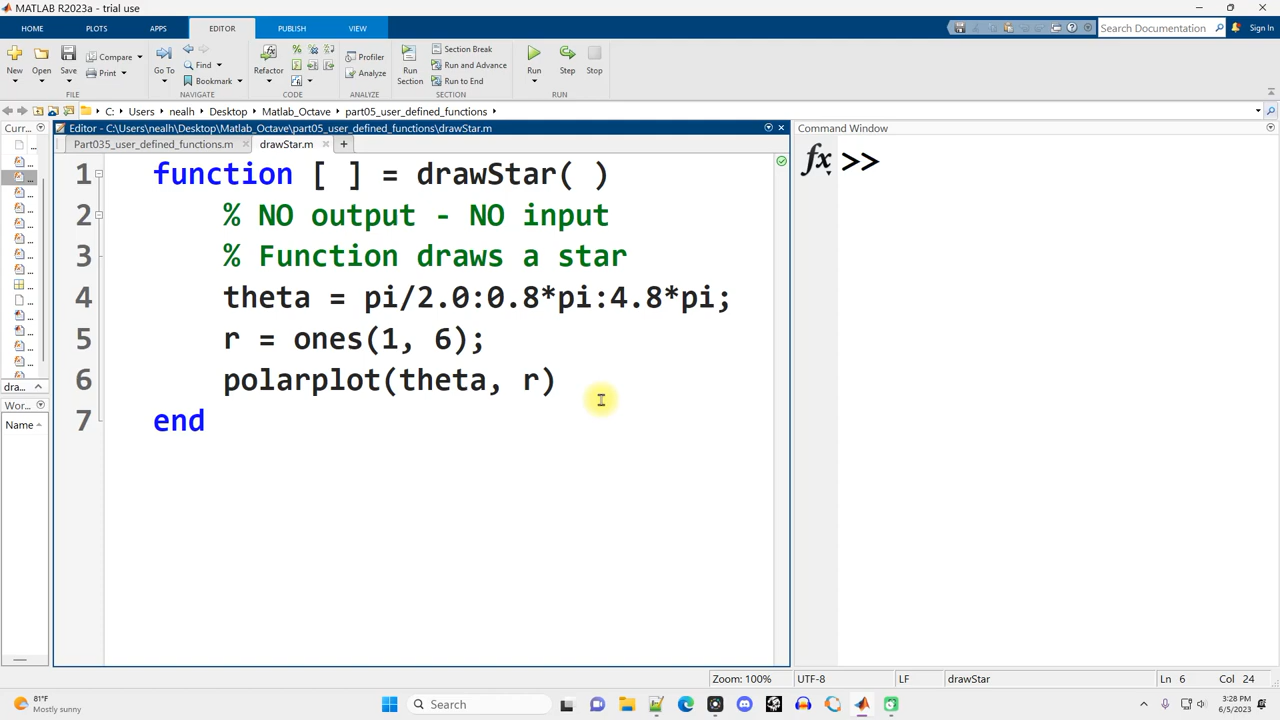 MATLAB R2023a - trial use
HOME PLOTS APPS EDITOR PUBLISH VIEW Search Documentation Sign In
New Open Save Compare Print Go To Find Bookmark Refactor Profiler Analyze Run Section Section Break Run and Advance Run to End Run Step Stop
FILE NAVIGATE CODE ANALYZE SECTION RUN
C: Users nealh Desktop Matlab_Octave part05_user_defined_functions
Curr... Editor - C:\Users\nealh\Desktop\Matlab_Octave\part05_user_defined_functions\drawStar.m Command Window
Part035_user_defined_functions.m drawStar.m
1 function [ ] = drawStar( )
fx >>
2 % NO output - NO input
3 % Function draws a star
4 theta = pi/2.0:0.8*pi:4.8*pi;
5 r = ones(1, 6);
6 polarplot(theta, r)
7 end
dra...
Wor...
Name
Zoom: 100% UTF-8 LF drawStar Ln 6 Col 24
81°F
Mostly sunny
Search
3:28 PM
6/5/2023